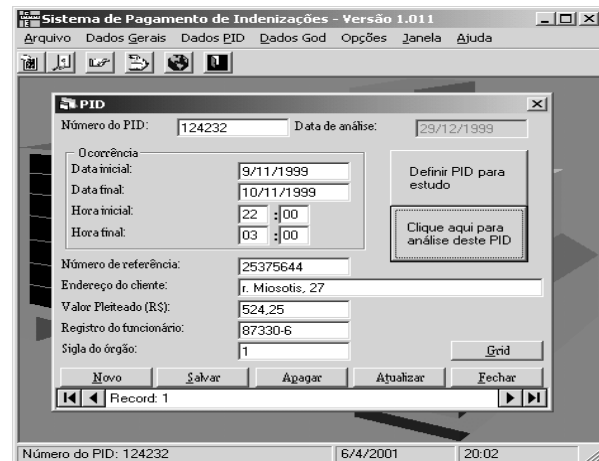 Sistema de Pagamento de Indenizações - Versão 1.011
Arquivo Dados Gerais Dados PID Dados God Opções Janela Ajuda
PID
Número do PID: 124232 Data de análise: 29/12/1999
Ocorrência
Data inicial: 9/11/1999
Data final: 10/11/1999
Hora inicial: 22 : 00
Hora final: 03 : 00
Definir PID para
estudo
Clique aqui para
análise deste PID
Número de referência: 25375644
Endereço do cliente: r. Miosotis, 27
Valor Pleiteado (R$): 524,25
Registro do funcionário: 87330-6
Sigla do órgão: 1
Grid
Novo Salvar Apagar Atualizar Fechar
Record: 1
Número do PID: 124232 6/4/2001 20:02